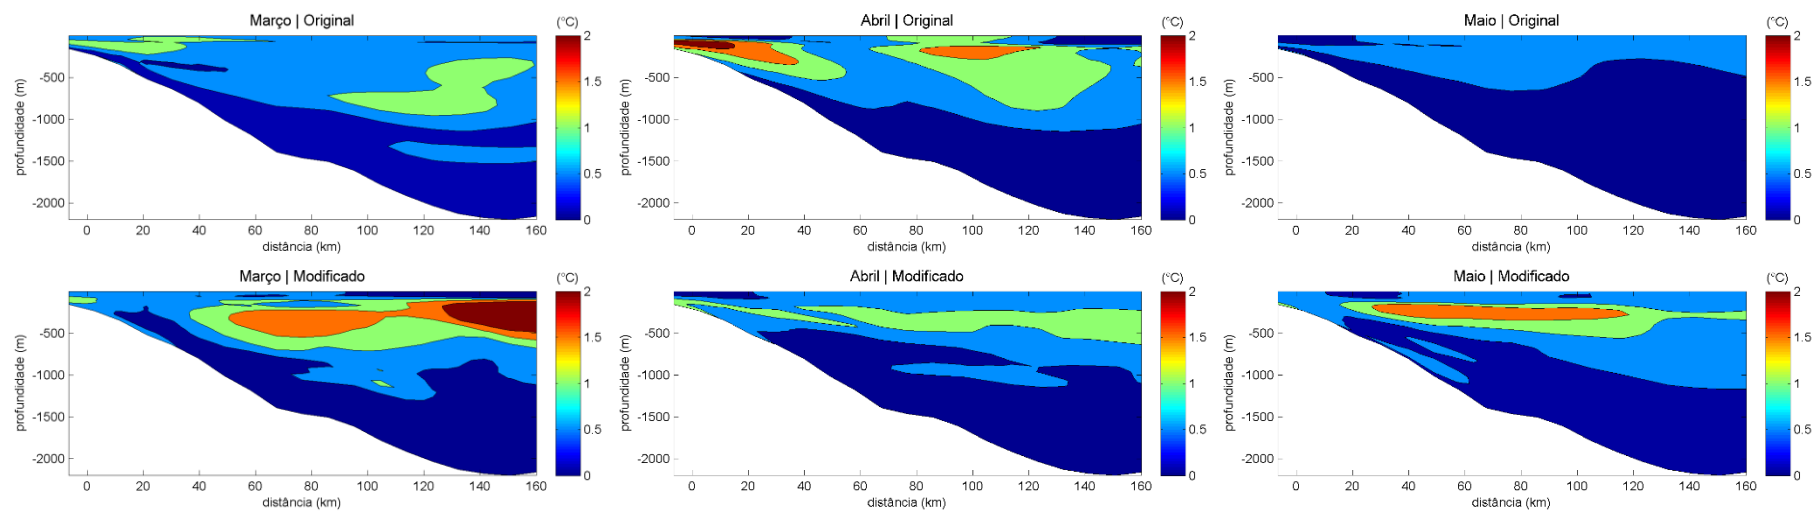 Março | Original
(°C)
Abril | Original
(°C)
Maio | Original
(°C)
profundidade (m)
-500
-1000
-1500
-2000
0 20 40 60 80 100 120 140 160
distância (km)
2
1.5
1
0.5
0
profundidade (m)
-500
-1000
-1500
-2000
0 20 40 60 80 100 120 140 160
distância (km)
2
1.5
1
0.5
0
profundidade (m)
-500
-1000
-1500
-2000
0 20 40 60 80 100 120 140 160
distância (km)
2
1.5
1
0.5
0
Março | Modificado
(°C)
Abril | Modificado
(°C)
Maio | Modificado
(°C)
profundidade (m)
-500
-1000
-1500
-2000
0 20 40 60 80 100 120 140 160
distância (km)
2
1.5
1
0.5
0
profundidade (m)
-500
-1000
-1500
-2000
0 20 40 60 80 100 120 140 160
distância (km)
2
1.5
1
0.5
0
profundidade (m)
-500
-1000
-1500
-2000
0 20 40 60 80 100 120 140 160
distância (km)
2
1.5
1
0.5
0